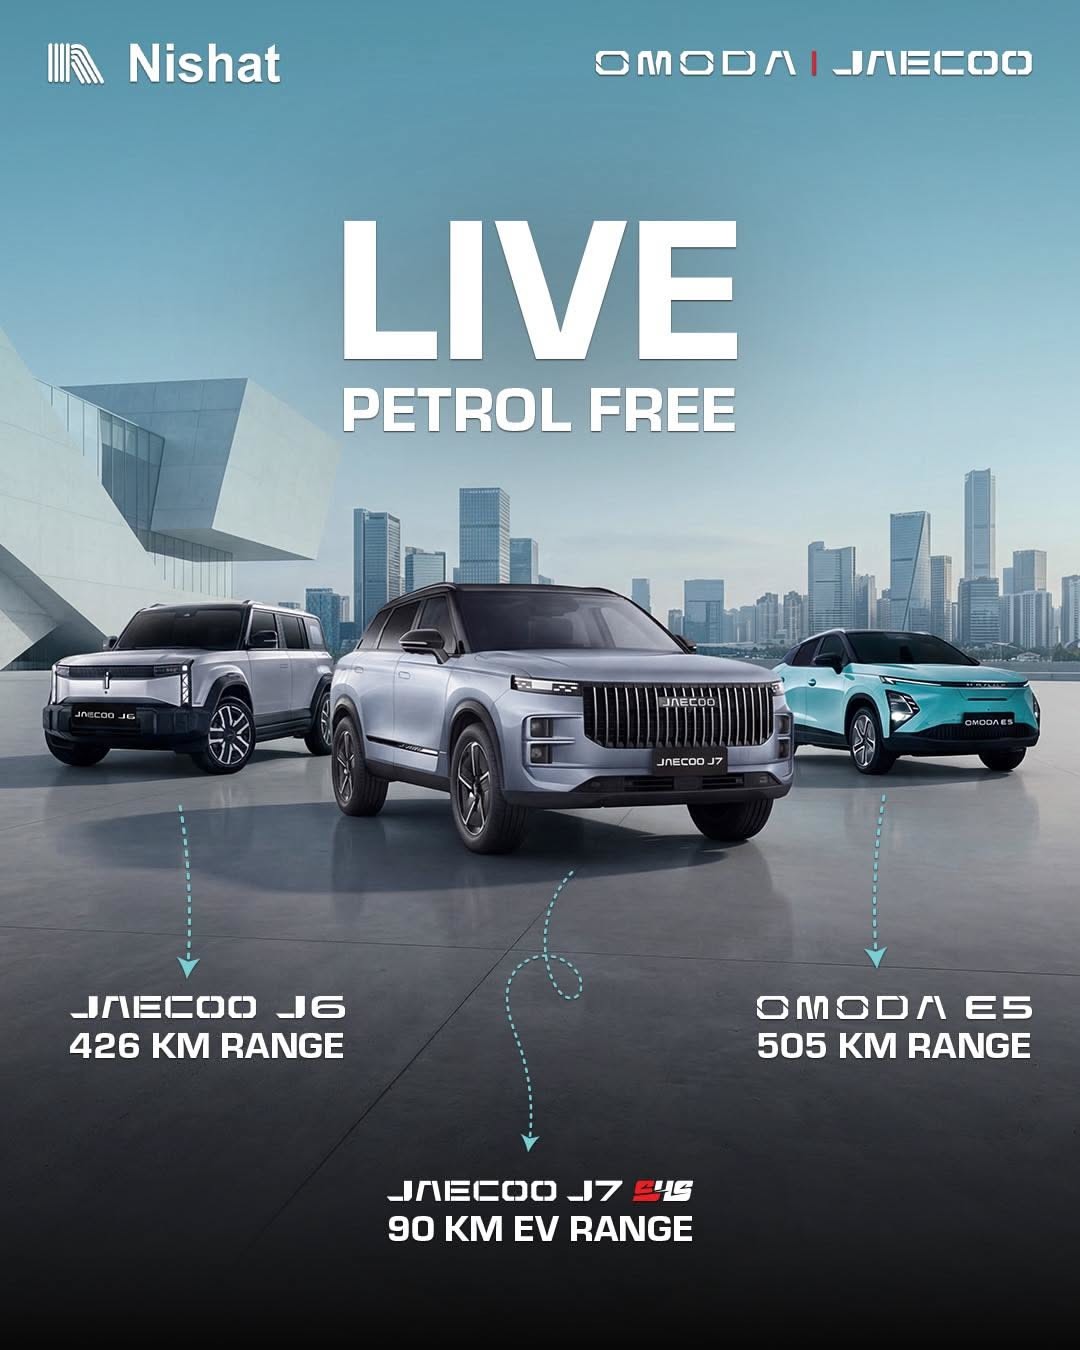 Nishat
OMODA | JAECOO
LIVE
PETROL FREE
JAECOO J6
JAECOO
JAECOO J7
OMODA E5
JAECOO J6
426 KM RANGE
OMODA E5
505 KM RANGE
JAECOO J7 SHS
90 KM EV RANGE